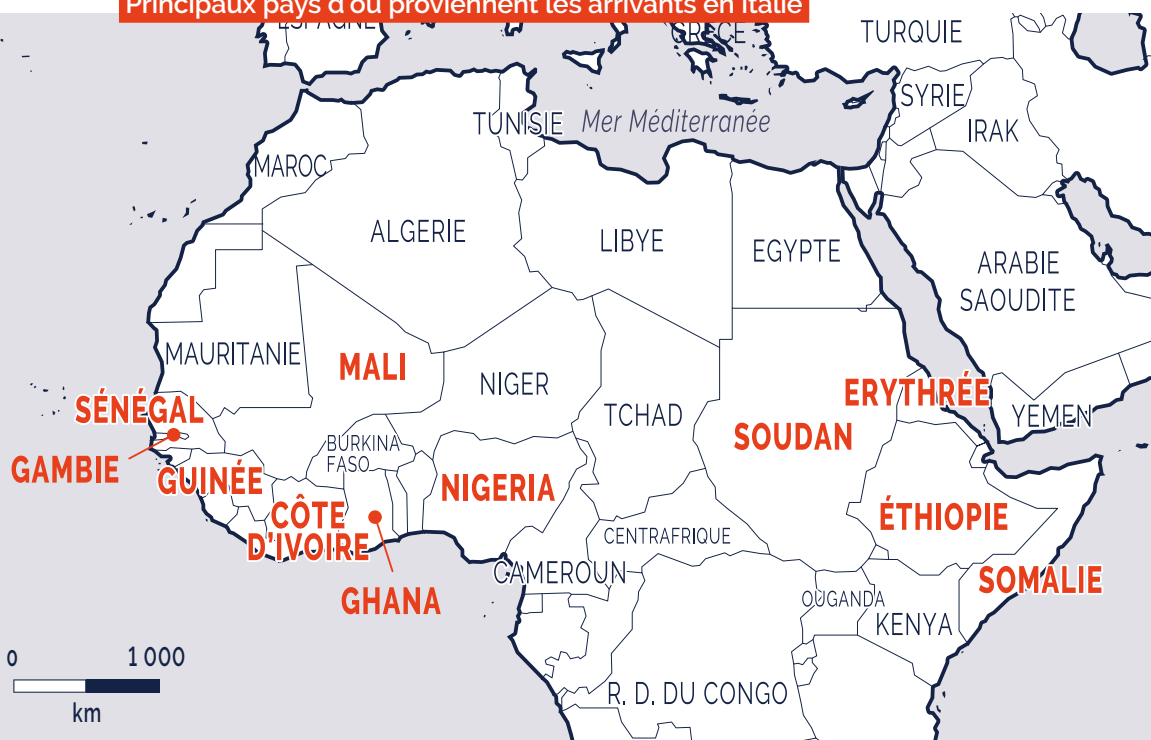 Principaux pays d'où proviennent les arrivants en Italie
ESPAGNE
GRÈCE
TURQUIE
SYRIE
IRAK
TUNISIE
Mer Méditerranée
MAROC
ALGERIE
LIBYE
EGYPTE
ARABIE
SAOUDITE
MAURITANIE
MALI
NIGER
TCHAD
SOUDAN
ERYTHRÉE
YEMEN
SÉNÉGAL
GAMBIE
GUINÉE
BURKINA
FASO
NIGERIA
CÔTE
D'IVOIRE
GHANA
CENTRAFRIQUE
CAMEROUN
ÉTHIOPIE
SOMALIE
OUGANDA
KENYA
R. D. DU CONGO
0 1 000
km